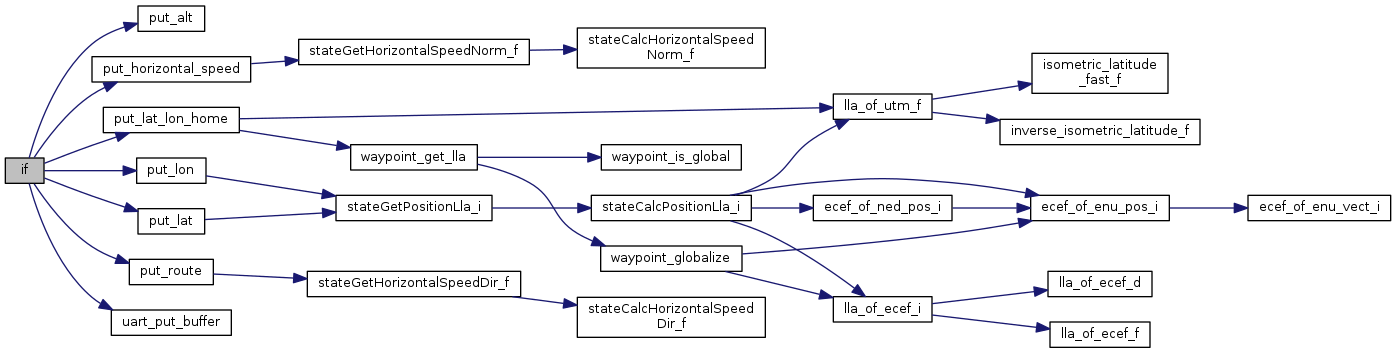 if
put_alt
put_horizontal_speed
put_lat_lon_home
put_lon
put_lat
put_route
uart_put_buffer
stateGetHorizontalSpeedNorm_f
waypoint_get_lla
stateGetPositionLla_i
stateGetHorizontalSpeedDir_f
stateCalcHorizontalSpeed
Norm_f
waypoint_is_global
stateCalcPositionLla_i
waypoint_globalize
stateCalcHorizontalSpeed
Dir_f
lla_of_utm_f
ecef_of_ned_pos_i
lla_of_ecef_i
isometric_latitude
_fast_f
inverse_isometric_latitude_f
ecef_of_enu_pos_i
lla_of_ecef_d
lla_of_ecef_f
ecef_of_enu_vect_i